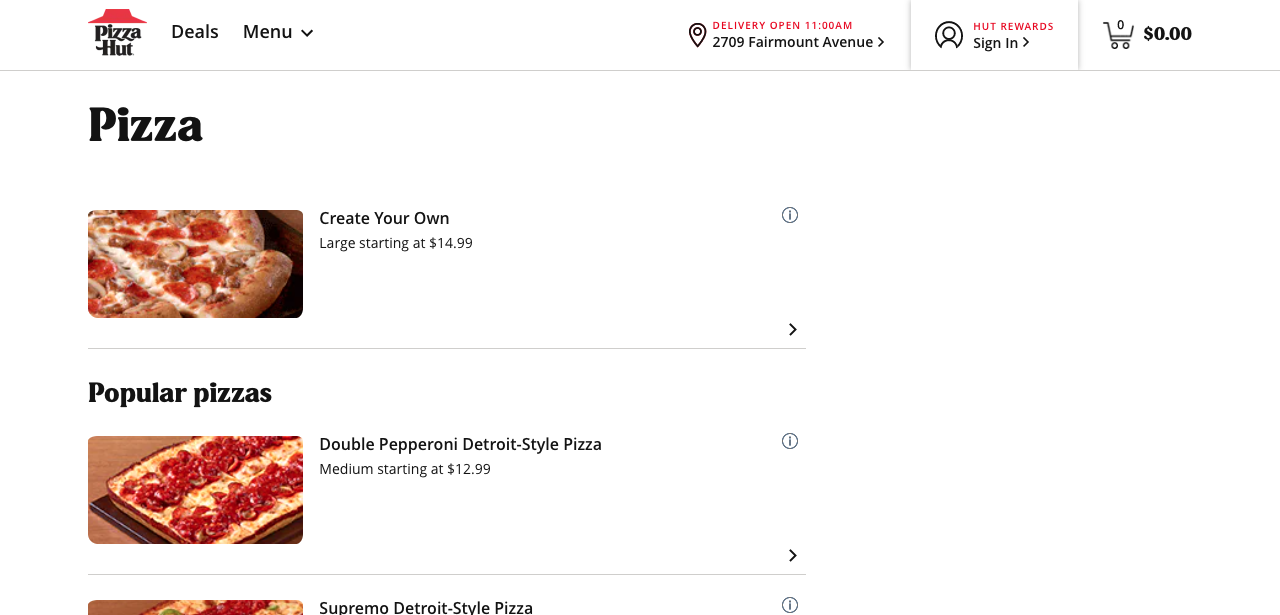 Pizza
Hut
Deals
Menu
DELIVERY OPEN 11:00AM
2709 Fairmount Avenue
HUT REWARDS
Sign In
0
$0.00
Pizza
Create Your Own
Large starting at $14.99
Popular pizzas
Double Pepperoni Detroit-Style Pizza
Medium starting at $12.99
Supremo Detroit-Style Pizza